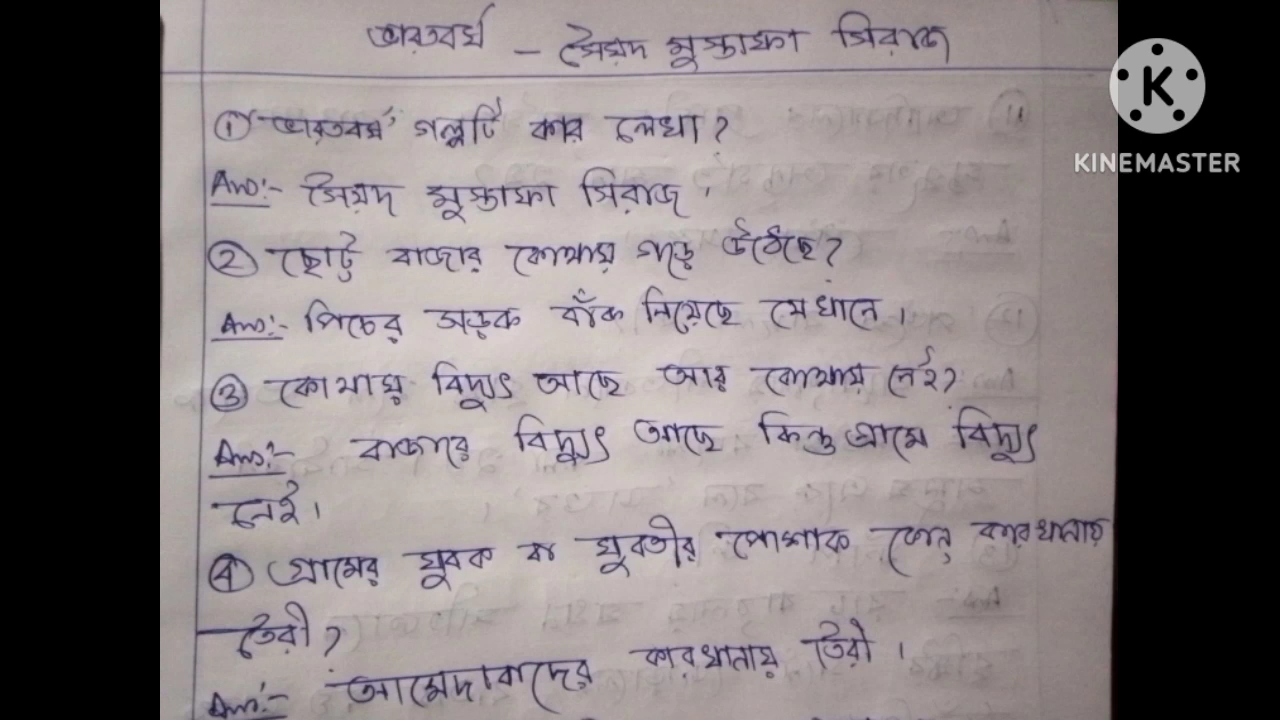 ভারতবর্ষ - সৈয়দ মুস্তাফা সিরাজ
① 'ভারতবর্ষ' গল্পটি কার লেখা?
Ans:- সৈয়দ মুস্তাফা সিরাজ।
② ছোট্ট বাজার কোথায় গড়ে উঠেছে?
Ans:- পিচের সড়ক বাঁক নিয়েছে সেখানে।
③ কোথায় বিদ্যুৎ আছে আর কোথায় নেই?
Ans:- বাজারে বিদ্যুৎ আছে কিন্তু গ্রামে বিদ্যু
নেই।
④ গ্রামের যুবক বা যুবতীর পোশাক কোন্ কারখানায়
তৈরী?
Ans:- আমেদাবাদের কারখানায় তৈরী।
KINEMASTER